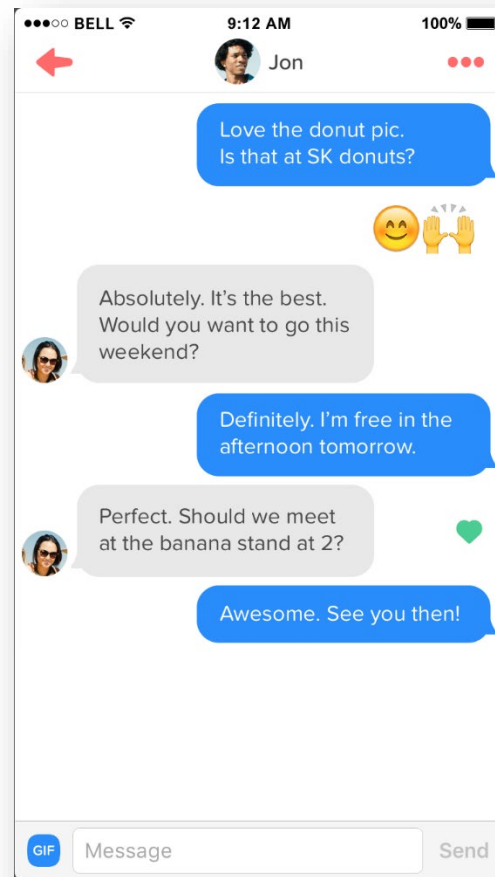 BELL 9:12 AM 100%
Jon
Love the donut pic.
Is that at SK donuts?
Absolutely. It’s the best.
Would you want to go this
weekend?
Definitely. I’m free in the
afternoon tomorrow.
Perfect. Should we meet
at the banana stand at 2?
Awesome. See you then!
GIF Message Send